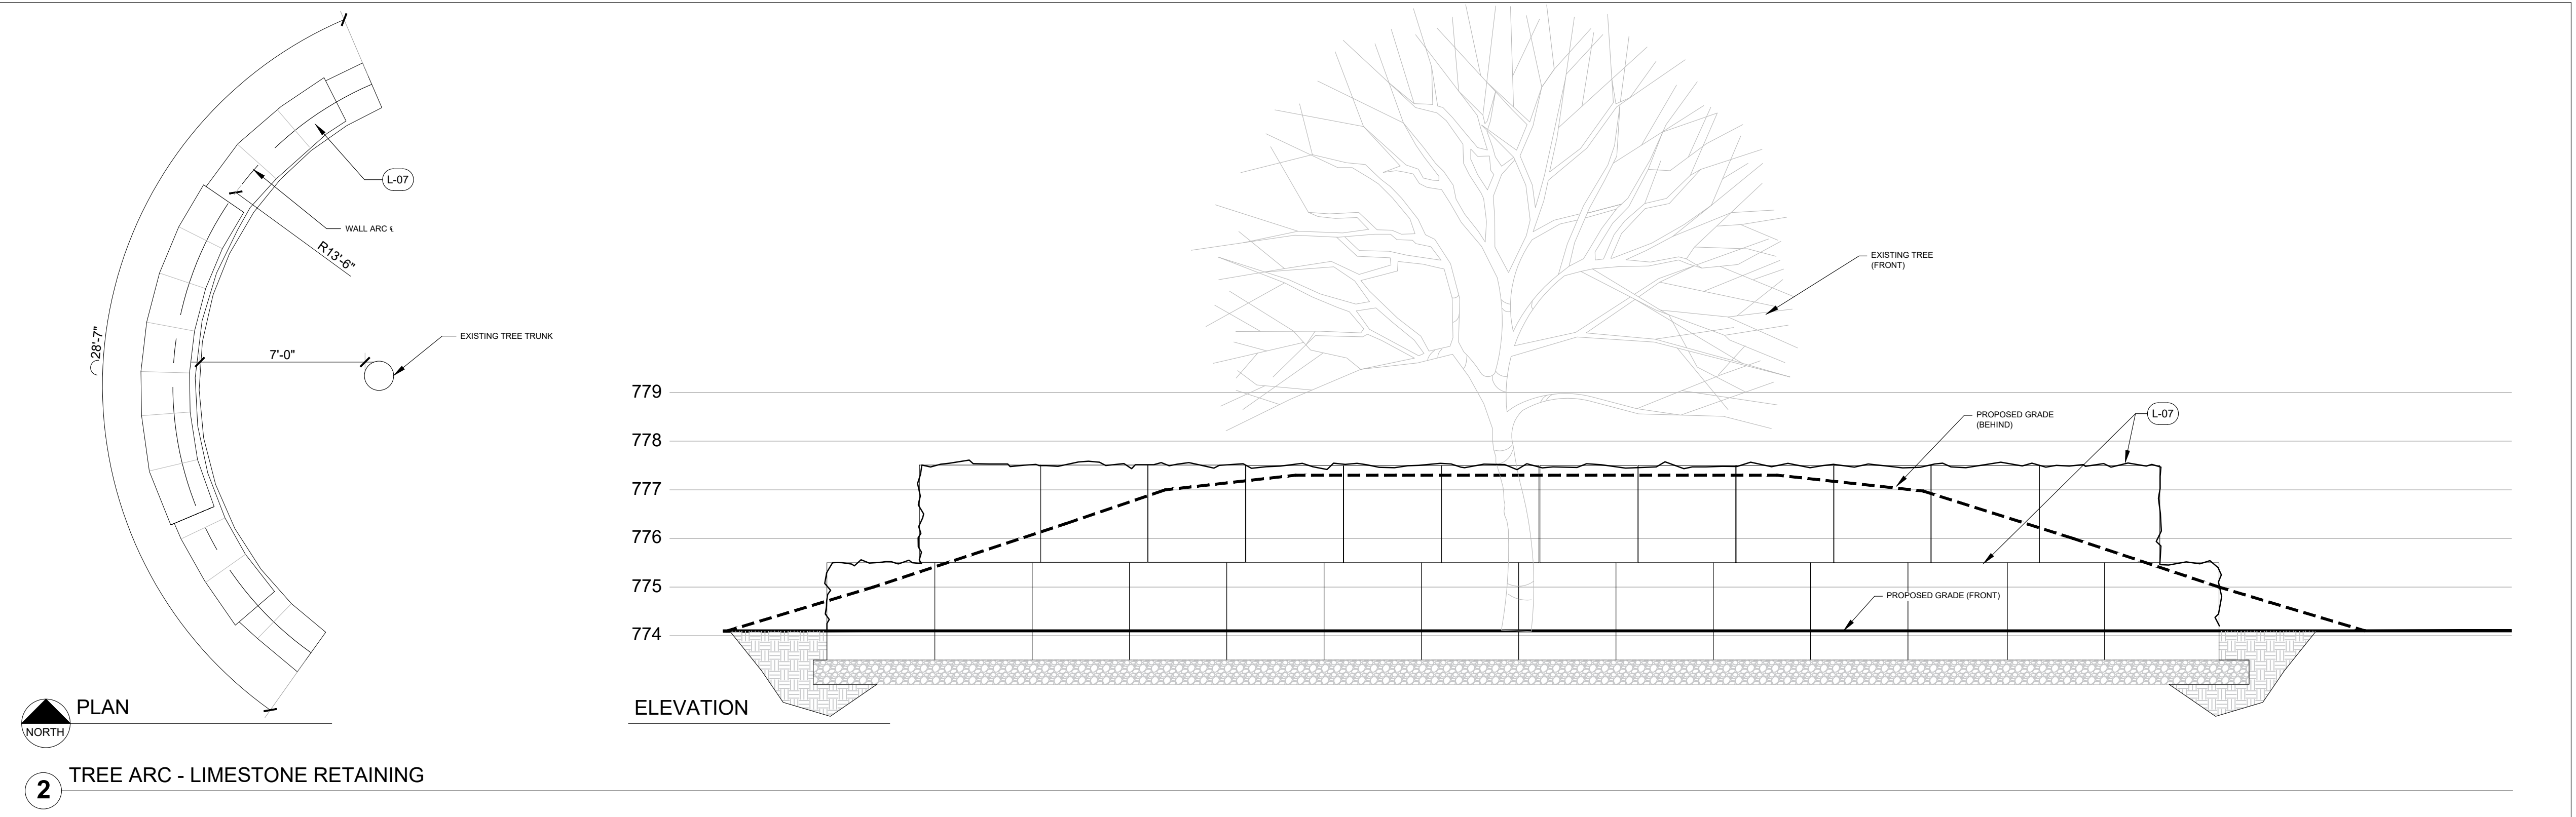 L-07
WALL ARC ℄
R13'-6"
28'-7"
7'-0"
EXISTING TREE TRUNK
PLAN
NORTH
EXISTING TREE
(FRONT)
779
778
777
776
775
774
PROPOSED GRADE
(BEHIND)
L-07
PROPOSED GRADE (FRONT)
ELEVATION
2
TREE ARC - LIMESTONE RETAINING